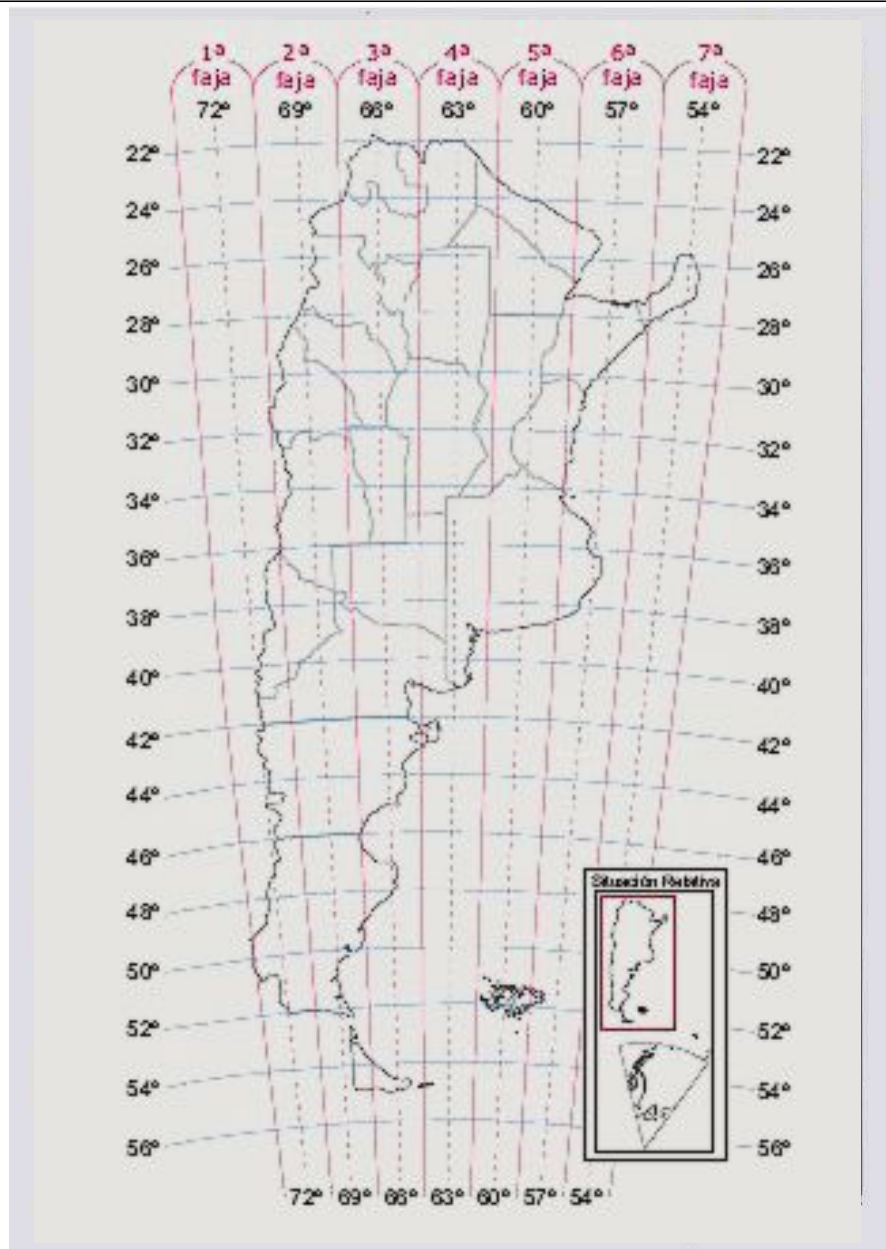 1ª 2ª 3ª 4ª 5ª 6ª 7ª
faja faja faja faja faja faja faja
72º 69º 66º 63º 60º 57º 54º
22º 22º
24º 24º
26º 26º
28º 28º
30º 30º
32º 32º
34º 34º
36º 36º
38º 38º
40º 40º
42º 42º
44º 44º
46º 46º
Situación Relativa
48º 48º
50º 50º
52º 52º
54º 54º
56º 56º
72º 69º 66º 63º 60º 57º 54º